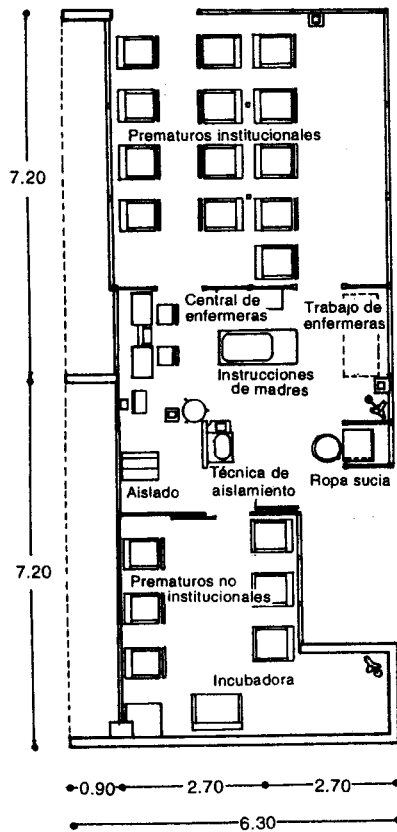 Prematuros institucionales
7.20
Central de
enfermeras
Trabajo de
enfermeras
Instrucciones
de madres
Aislado
Técnica de
aislamiento
Ropa sucia
7.20
Prematuros no
institucionales
Incubadora
0.90
2.70
2.70
6.30